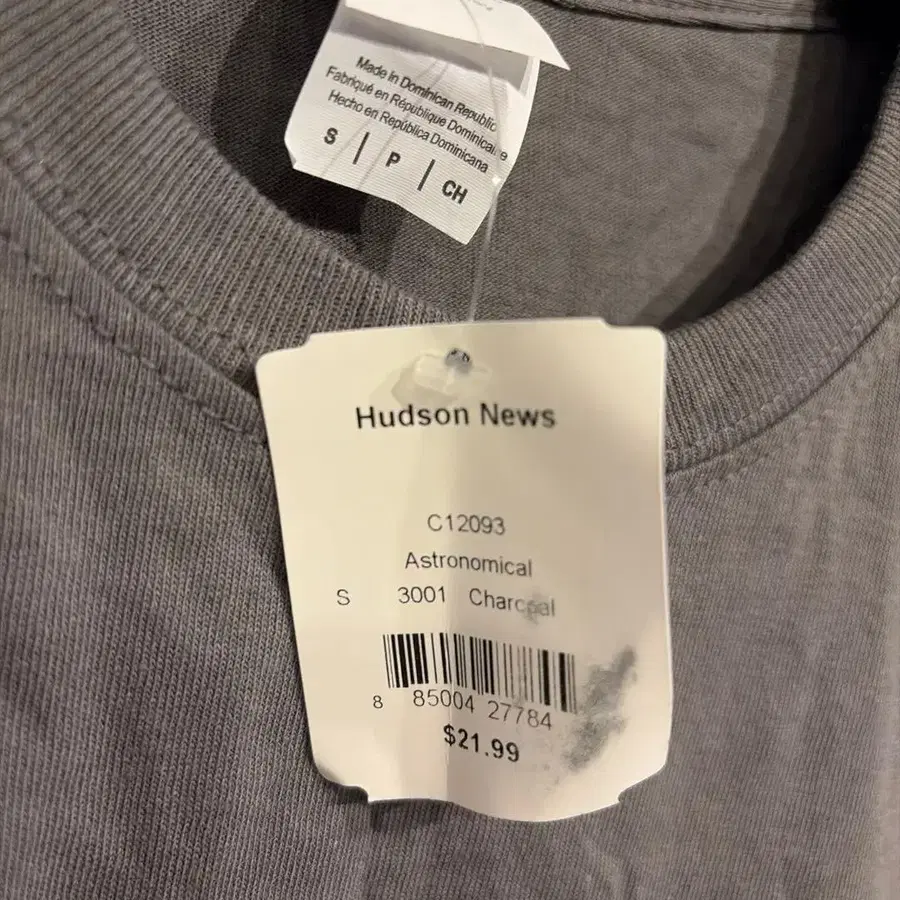 Made in Dominican Republic
Fabriqué en République Dominicaine
Hecho en República Dominicana
S | P | CH
Hudson News
C12093
Astronomical
S 3001 Charcoal
8 85004 27784
$21.99